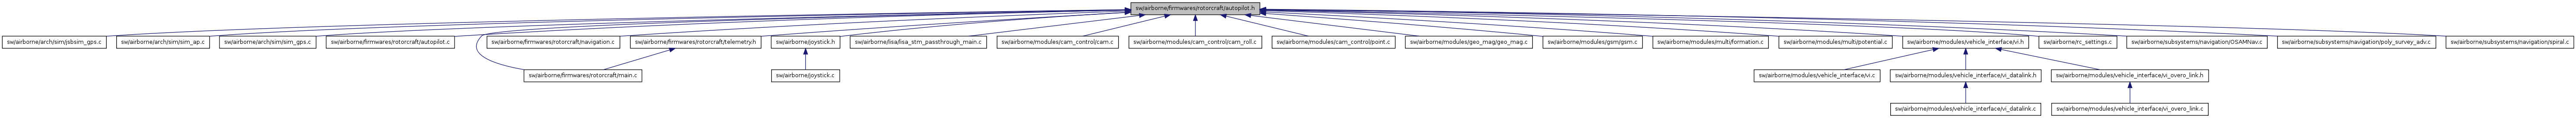 sw/airborne/firmwares/rotorcraft/autopilot.h
sw/airborne/arch/sim/jsbsim_gps.c
sw/airborne/arch/sim/sim_ap.c
sw/airborne/arch/sim/sim_gps.c
sw/airborne/firmwares/rotorcraft/autopilot.c
sw/airborne/firmwares/rotorcraft/navigation.c
sw/airborne/firmwares/rotorcraft/telemetry.h
sw/airborne/joystick.h
sw/airborne/lisa/lisa_stm_passthrough_main.c
sw/airborne/modules/cam_control/cam.c
sw/airborne/modules/cam_control/cam_roll.c
sw/airborne/modules/cam_control/point.c
sw/airborne/modules/geo_mag/geo_mag.c
sw/airborne/modules/gsm/gsm.c
sw/airborne/modules/multi/formation.c
sw/airborne/modules/multi/potential.c
sw/airborne/modules/vehicle_interface/vi.h
sw/airborne/rc_settings.c
sw/airborne/subsystems/navigation/OSAMNav.c
sw/airborne/subsystems/navigation/poly_survey_adv.c
sw/airborne/subsystems/navigation/spiral.c
sw/airborne/firmwares/rotorcraft/main.c
sw/airborne/joystick.c
sw/airborne/modules/vehicle_interface/vi.c
sw/airborne/modules/vehicle_interface/vi_datalink.h
sw/airborne/modules/vehicle_interface/vi_overo_link.h
sw/airborne/modules/vehicle_interface/vi_datalink.c
sw/airborne/modules/vehicle_interface/vi_overo_link.c